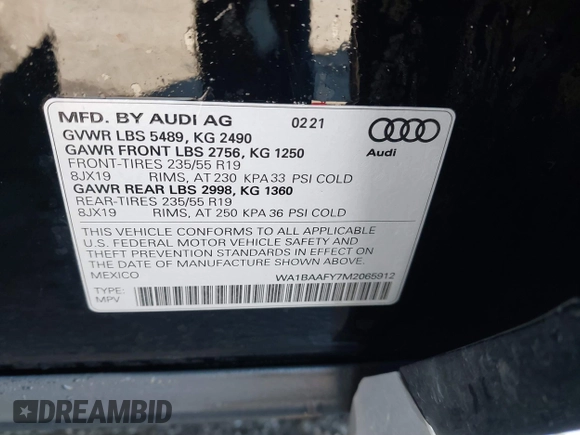 MFD. BY AUDI AG 0221
GVWR LBS 5489, KG 2490
GAWR FRONT LBS 2756, KG 1250
FRONT-TIRES 235/55 R19
8JX19 RIMS, AT 230 KPA 33 PSI COLD
GAWR REAR LBS 2998, KG 1360
REAR-TIRES 235/55 R19
8JX19 RIMS, AT 250 KPA 36 PSI COLD
Audi
THIS VEHICLE CONFORMS TO ALL APPLICABLE
U.S. FEDERAL MOTOR VEHICLE SAFETY AND
THEFT PREVENTION STANDARDS IN EFFECT ON
THE DATE OF MANUFACTURE SHOWN ABOVE.
MEXICO WA1BAAFY7M2065912
TYPE:
MPV
DREAMBID